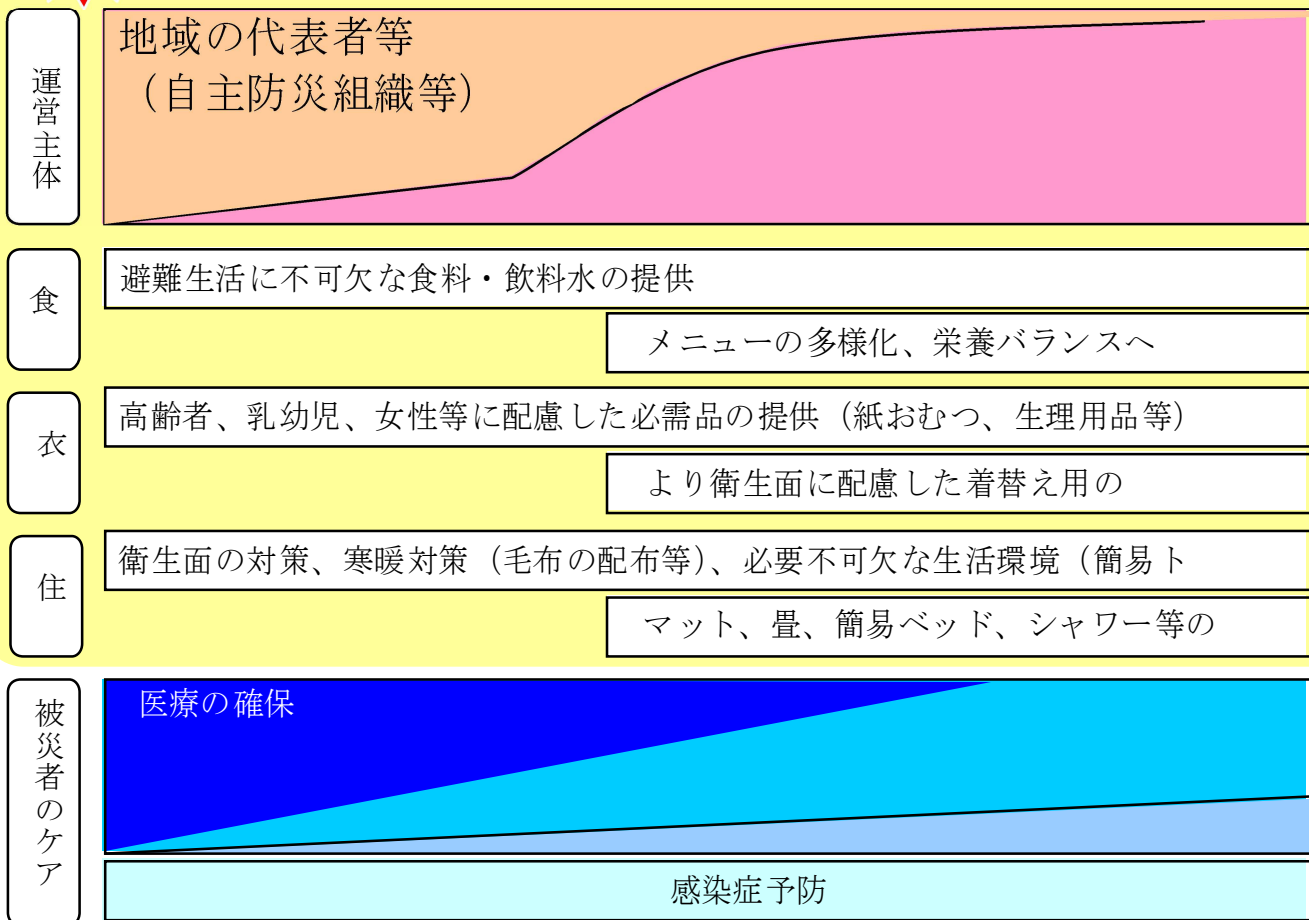 運営主体
地域の代表者等
（自主防災組織等）
食
避難生活に不可欠な食料・飲料水の提供
メニューの多様化、栄養バランスへ
衣
高齢者、乳幼児、女性等に配慮した必需品の提供（紙おむつ、生理用品等）
より衛生面に配慮した着替え用の
住
衛生面の対策、寒暖対策（毛布の配布等）、必要不可欠な生活環境（簡易ト
マット、畳、簡易ベッド、シャワー等の
被災者のケア
医療の確保
感染症予防